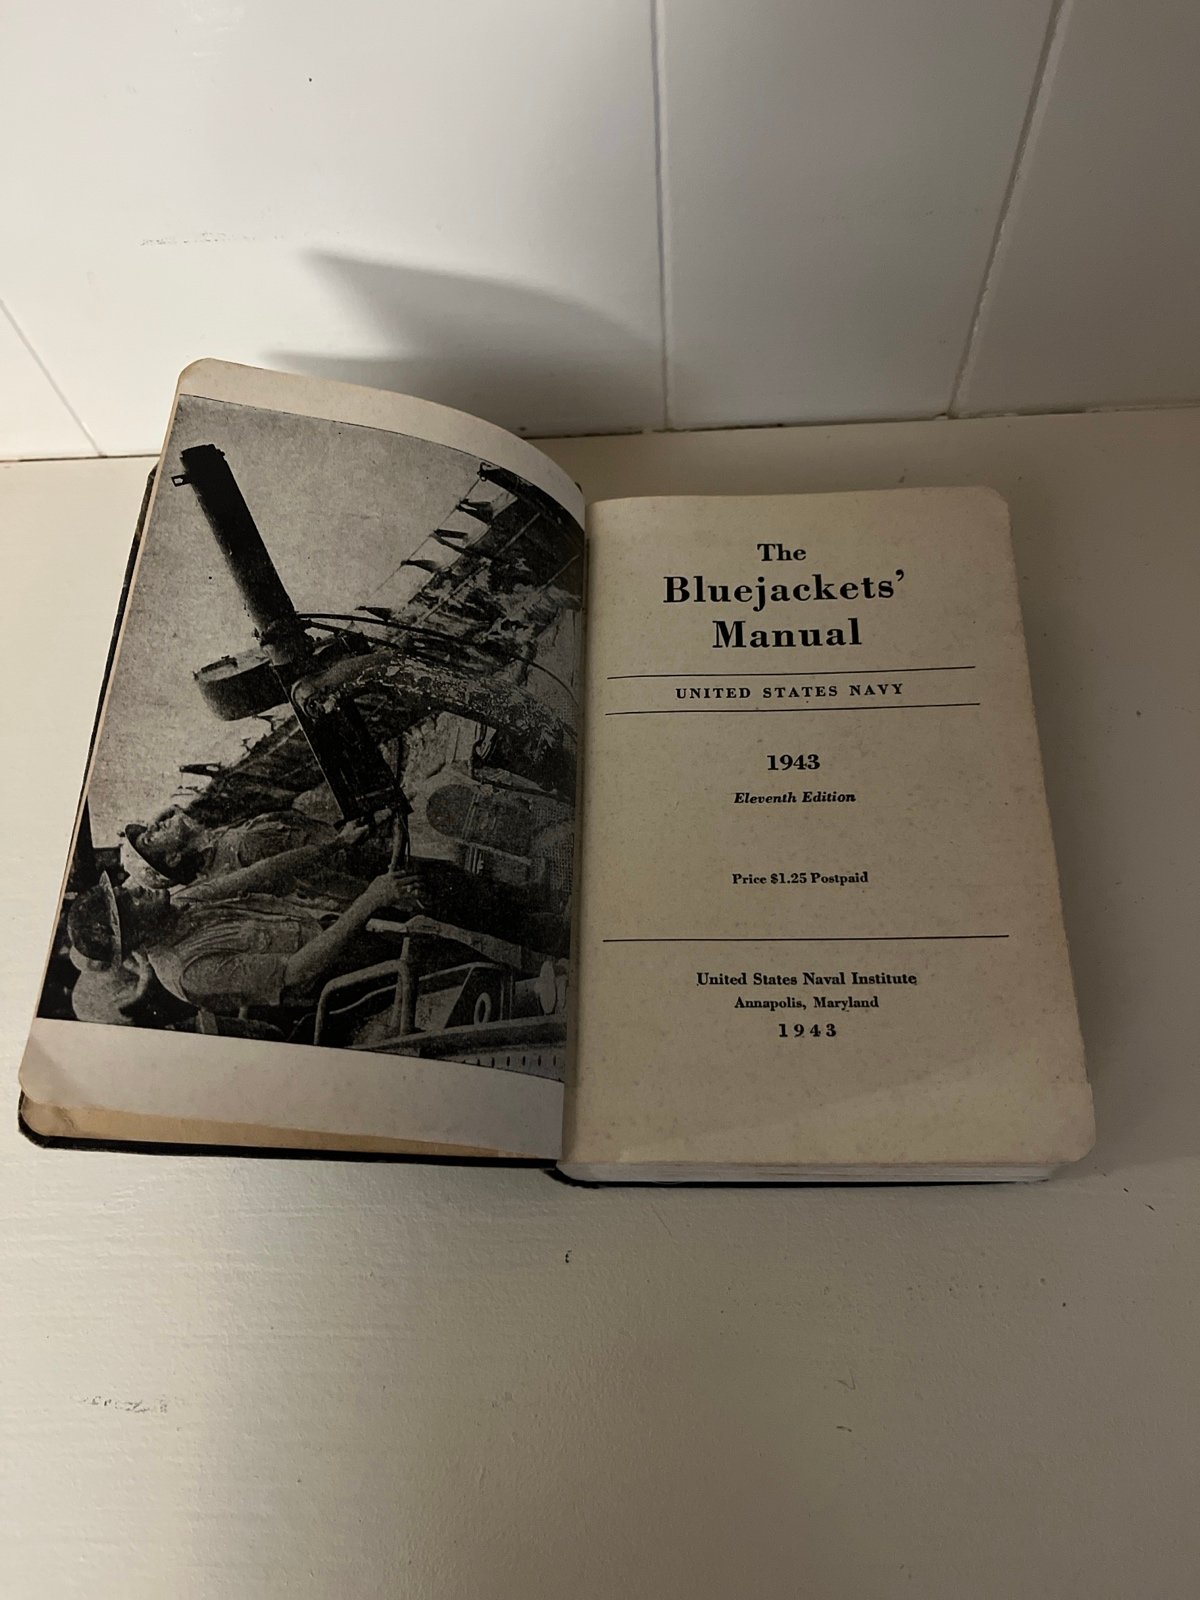 The
Bluejackets’
Manual
UNITED STATES NAVY
1943
Eleventh Edition
Price $1.25 Postpaid
United States Naval Institute
Annapolis, Maryland
1943